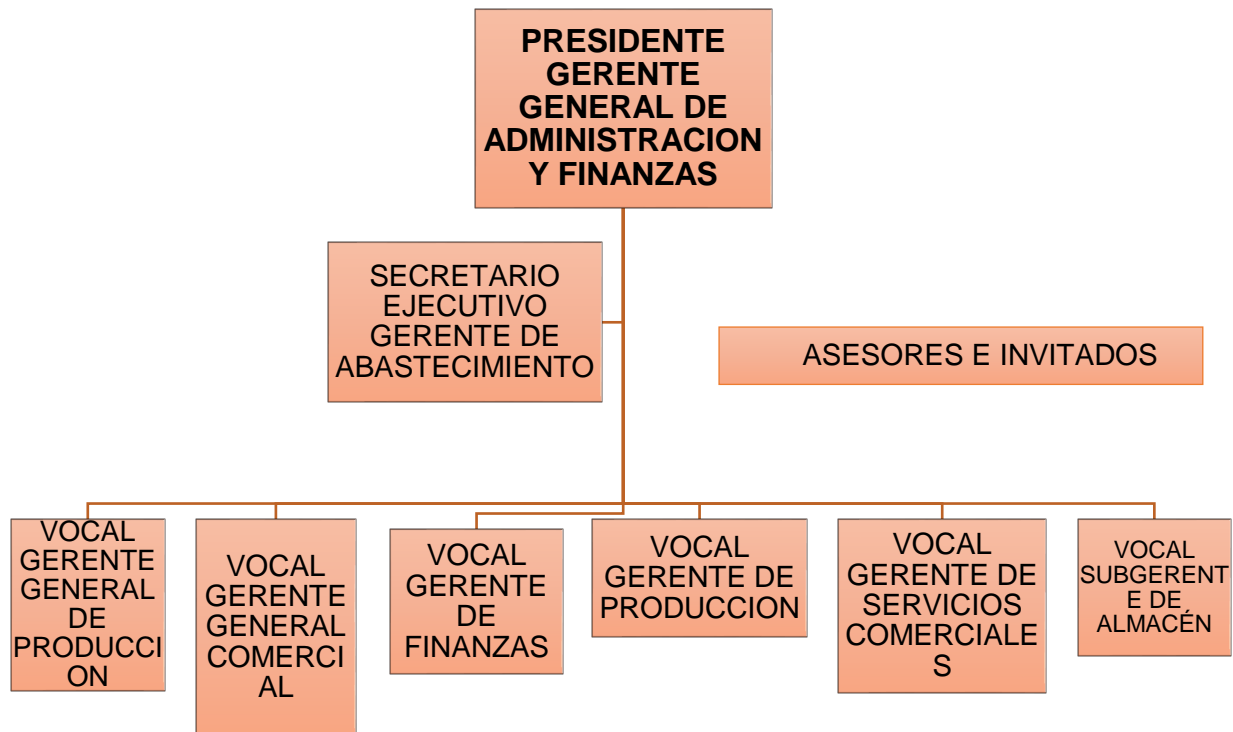 PRESIDENTE
GERENTE
GENERAL DE
ADMINISTRACION
Y FINANZAS
SECRETARIO
EJECUTIVO
GERENTE DE
ABASTECIMIENTO
ASESORES E INVITADOS
VOCAL
GERENTE
GENERAL
DE
PRODUCCI
ON
VOCAL
GERENTE
GENERAL
COMERCI
AL
VOCAL
GERENTE
DE
FINANZAS
VOCAL
GERENTE DE
PRODUCCION
VOCAL
GERENTE DE
SERVICIOS
COMERCIALE
S
VOCAL
SUBGERENT
E DE
ALMACÉN